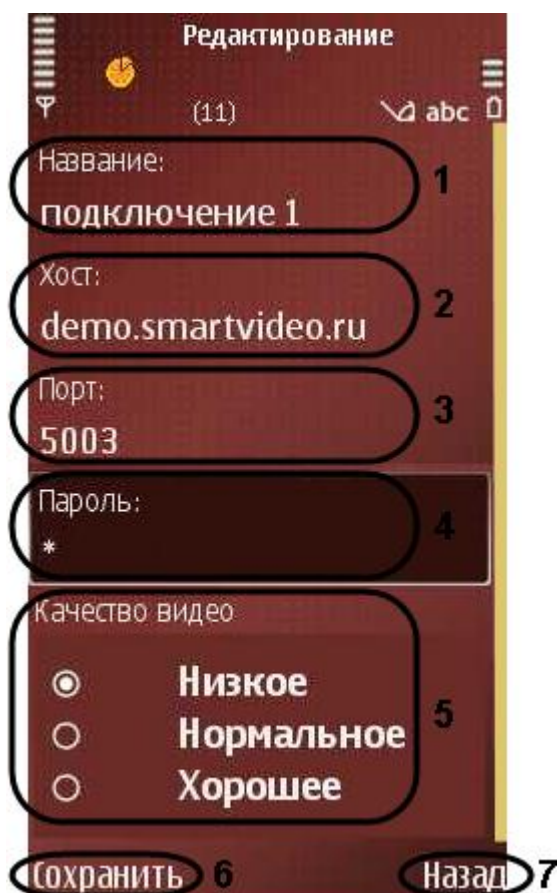 Редактирование
(11) abc
Название:
1
подключение 1
Хост:
2
demo.smartvideo.ru
Порт:
3
5003
Пароль:
4
*
Качество видео
Низкое
5
Нормальное
Хорошее
Сохранить 6 Назад 7